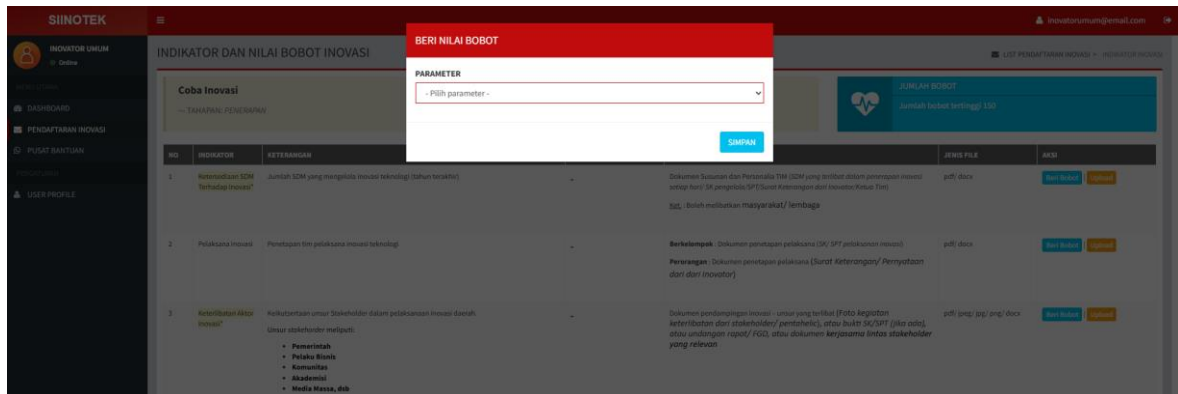 SIINOTEK
inovatorumum@email.com
INOVATOR UMUM
Online
MENU UTAMA
DASHBOARD
PENDAFTARAN INOVASI
PUSAT BANTUAN
PENGATURAN
USER PROFILE
INDIKATOR DAN NILAI BOBOT INOVASI
LIST PENDAFTARAN INOVASI > INDIKATOR INOVASI
BERI NILAI BOBOT
PARAMETER
- Pilih parameter -
SIMPAN
Coba Inovasi
— TAHAPAN: PENERAPAN
JUMLAH BOBOT
Jumlah bobot tertinggi 150
NO INDIKATOR KETERANGAN JENIS FILE AKSI
1 Ketersediaan SDM Terhadap Inovasi* Jumlah SDM yang mengelola inovasi teknologi (tahun terakhir) - Dokumen Susunan dan Personalia TIM (SDM yang terlibat dalam penerapan inovasi
setiap hari/ SK pengelola/SPT/Surat Keterangan dari Inovator/Ketua Tim)
Ket. : Boleh melibatkan masyarakat/ lembaga
pdf/ docx Beri Bobot Upload
2 Pelaksana Inovasi Penetapan tim pelaksana inovasi teknologi - Berkelompok : Dokumen penetapan pelaksana (SK/ SPT pelaksanan inovasi)
Perorangan : Dokumen penetapan pelaksana (Surat Keterangan/ Pernyataan
dari dari Inovator)
pdf/ docx Beri Bobot Upload
3 Keterlibatan Aktor Inovasi* Keikutsertaan unsur Stakeholder dalam pelaksanaan inovasi daerah.
Unsur stakeholder meliputi:
• Pemerintah
• Pelaku Bisnis
• Komunitas
• Akademisi
• Media Massa, dsb
- Dokumen pendampingan inovasi - unsur yang terlibat (Foto kegiatan
keterlibatan dari stakeholder/ pentahelic), atau bukti SK/SPT (jika ada),
atau undangan rapat/ FGD, atau dokumen kerjasama lintas stakeholder
yang relevan
pdf/ jpeg/ jpg/ png/ docx Beri Bobot Upload